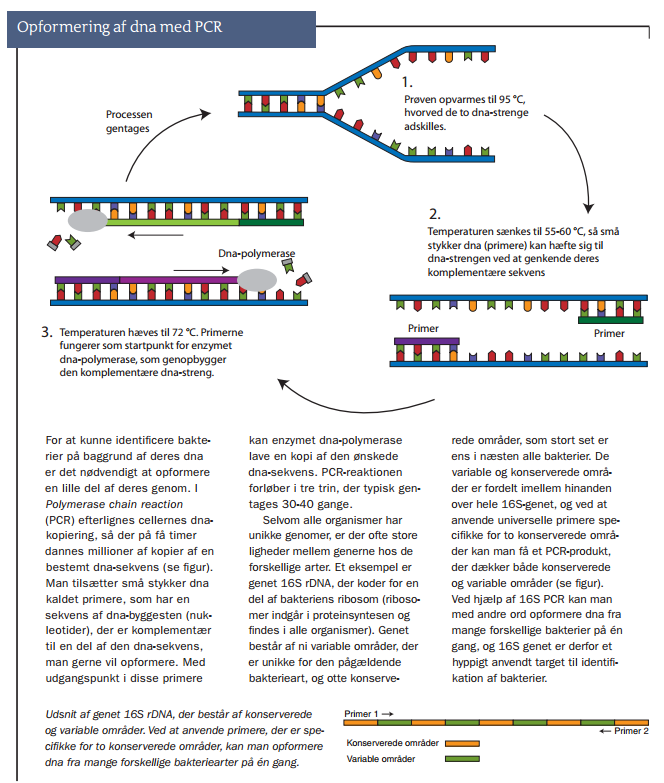 Opformering af dna med PCR
1.
Prøven opvarmes til 95 °C,
hvorved de to dna-strenge
adskilles.
Processen
gentages
2.
Temperaturen sænkes til 55-60 °C, så små
stykker dna (primere) kan hæfte sig til
dna-strengen ved at genkende deres
komplementære sekvens
Dna-polymerase
Primer
Primer
3. Temperaturen hæves til 72 °C. Primerne
fungerer som startpunkt for enzymet
dna-polymerase, som genopbygger
den komplementære dna-streng.
For at kunne identificere bakte-
rier på baggrund af deres dna
er det nødvendigt at opformere
en lille del af deres genom. I
Polymerase chain reaction
(PCR) efterlignes cellernes dna-
kopiering, så der på få timer
dannes millioner af kopier af en
bestemt dna-sekvens (se figur).
Man tilsætter små stykker dna
kaldet primere, som har en
sekvens af dna-byggesten (nuk-
leotider), der er komplementær
til en del af den dna-sekvens,
man gerne vil opformere. Med
udgangspunkt i disse primere
kan enzymet dna-polymerase
lave en kopi af den ønskede
dna-sekvens. PCR-reaktionen
forløber i tre trin, der typisk gen-
tages 30-40 gange.
Selvom alle organismer har
unikke genomer, er der ofte store
ligheder mellem generne hos de
forskellige arter. Et eksempel er
genet 16S rDNA, der koder for en
del af bakteriens ribosom (riboso-
mer indgår i proteinsyntesen og
findes i alle organismer). Genet
består af ni variable områder, der
er unikke for den pågældende
bakterieart, og otte konserve-
rede områder, som stort set er
ens i næsten alle bakterier. De
variable og konserverede områ-
der er fordelt imellem hinanden
over hele 16S-genet, og ved at
anvende universelle primere spe-
cifikke for to konserverede områ-
der kan man få et PCR-produkt,
der dækker både konserverede
og variable områder (se figur).
Ved hjælp af 16S PCR kan man
med andre ord opformere dna fra
mange forskellige bakterier på én
gang, og 16S genet er derfor et
hyppigt anvendt target til identifi-
kation af bakterier.
Udsnit af genet 16S rDNA, der består af konserverede
og variable områder. Ved at anvende primere, der er spe-
cifikke for to konserverede områder, kan man opformere
dna fra mange forskellige bakteriearter på én gang.
Primer 1
Primer 2
Konserverede områder
Variable områder